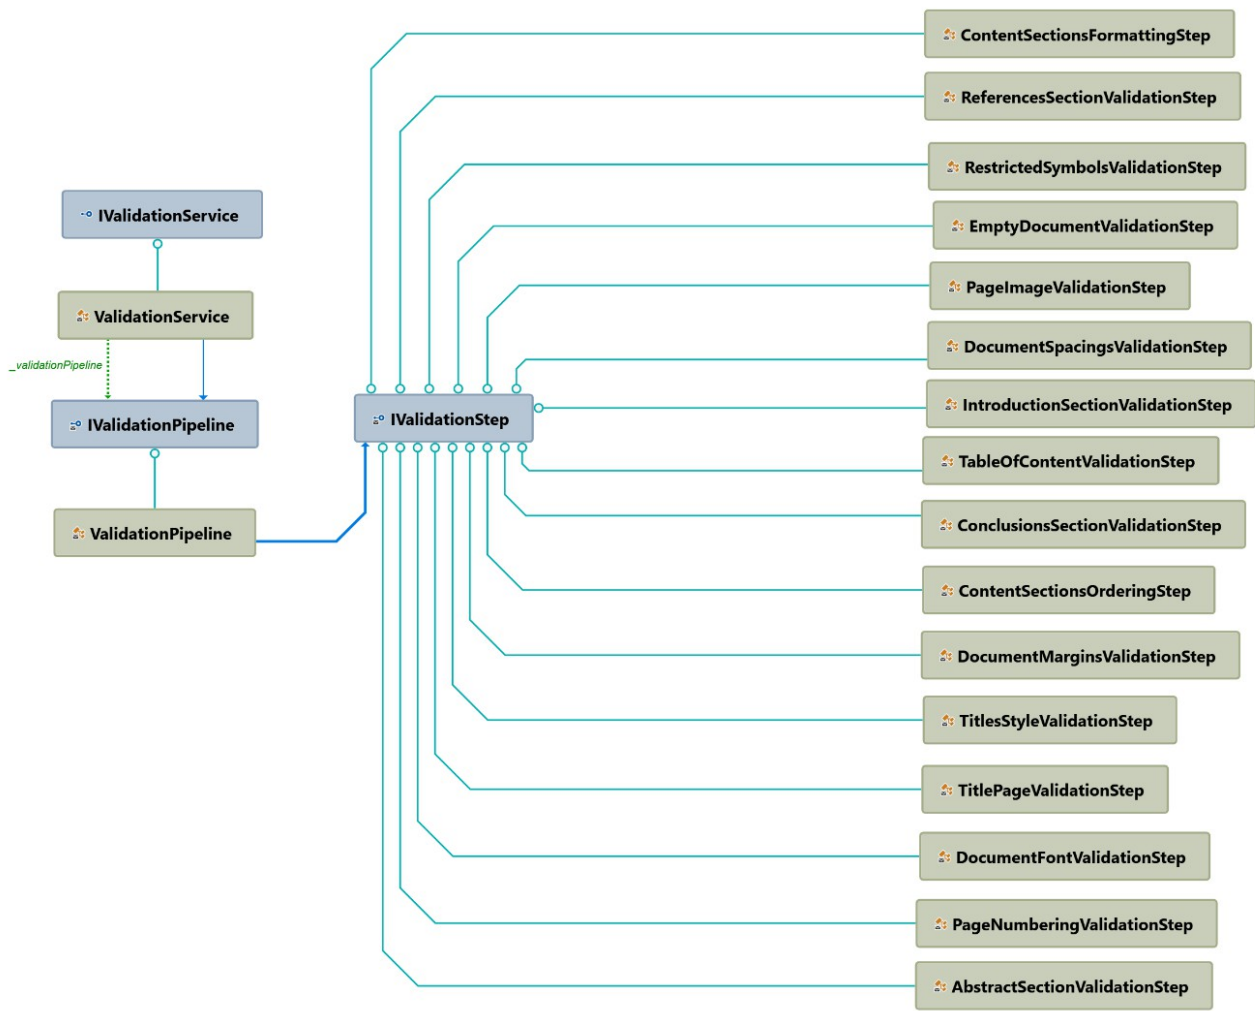 IValidationService
ValidationService
_validationPipeline
IValidationPipeline
ValidationPipeline
IValidationStep
ContentSectionsFormattingStep
ReferencesSectionValidationStep
RestrictedSymbolsValidationStep
EmptyDocumentValidationStep
PageImageValidationStep
DocumentSpacingsValidationStep
IntroductionSectionValidationStep
TableOfContentValidationStep
ConclusionsSectionValidationStep
ContentSectionsOrderingStep
DocumentMarginsValidationStep
TitlesStyleValidationStep
TitlePageValidationStep
DocumentFontValidationStep
PageNumberingValidationStep
AbstractSectionValidationStep